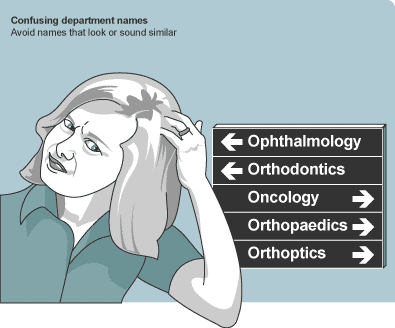 Confusing department names
Avoid names that look or sound similar
Ophthalmology
Orthodontics
Oncology
Orthopaedics
Orthoptics